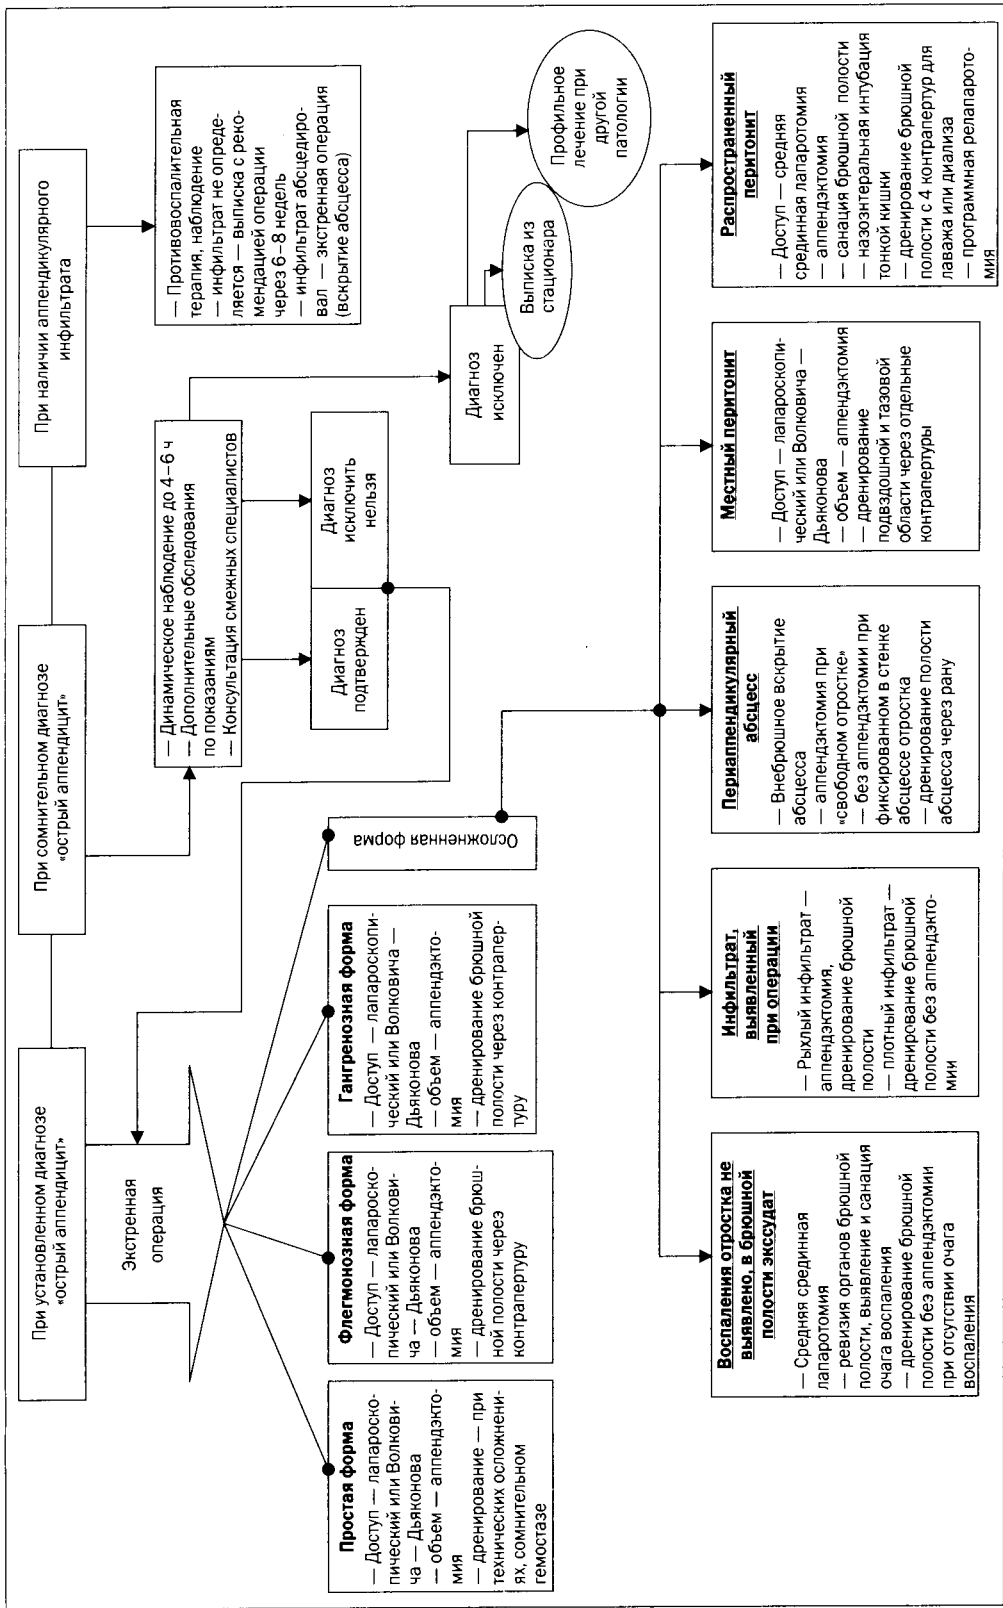 При установленном диагнозе
«острый аппендицит»
При сомнительном диагнозе
«острый аппендицит»
При наличии аппендикулярного
инфильтрата
Экстренная
операция
— Динамическое наблюдение до 4–6 ч
— Дополнительные обследования
по показаниям
— Консультация смежных специалистов
— Противовоспалительная
терапия, наблюдение
— инфильтрат не опреде-
ляется — выписка с реко-
мендацией операции
через 6–8 недель
— инфильтрат абсцедиро-
вал — экстренная операция
(вскрытие абсцесса)
Диагноз
подтвержден
Диагноз
исключить
нельзя
Диагноз
исключен
Выписка из
стационара
Профильное
лечение при
другой
патологии
Простая форма
— Доступ — лапароско-
пический или Волкови-
ча — Дьяконова
— объем — аппендэкто-
мия
— дренирование — при
технических осложнени-
ях, сомнительном
гемостазе
Флегмонозная форма
— Доступ — лапароско-
пический или Волкови-
ча — Дьяконова
— объем — аппендэкто-
мия
— дренирование брюш-
ной полости через
контрапертуру
Гангренозная форма
— Доступ — лапароскопи-
ческий или Волковича —
Дьяконова
— объем — аппендэкто-
мия
— дренирование брюшной
полости через контрапер-
туру
Осложненная форма
Воспаления отростка не
выявлено, в брюшной
полости экссудат
— Средняя срединная
лапаротомия
— ревизия органов брюшной
полости, выявление и санация
очага воспаления
— дренирование брюшной
полости без аппендэктомии
при отсутствии очага
воспаления
Инфильтрат,
выявленный
при операции
— Рыхлый инфильтрат —
аппендэктомия,
дренирование брюшной
полости
— плотный инфильтрат —
дренирование брюшной
полости без аппендэкто-
мии
Периаппендикулярный
абсцесс
— Внебрюшное вскрытие
абсцесса
— аппендэктомия при
«свободном отростке»
— без аппендэктомии при
фиксированном в стенке
абсцессе отростка
— дренирование полости
абсцесса через рану
Местный перитонит
— Доступ — лапароскопи-
ческий или Волковича —
Дьяконова
— объем — аппендэктомия
— дренирование
подвздошной и тазовой
области через отдельные
контрапертуры
Распространенный
перитонит
— Доступ — средняя
срединная лапаротомия
— аппендэктомия
— санация брюшной полости
— назоэнтеральная интубация
тонкой кишки
— дренирование брюшной
полости с 4 контрапертур для
лаважа или диализа
— программная релапарото-
мия